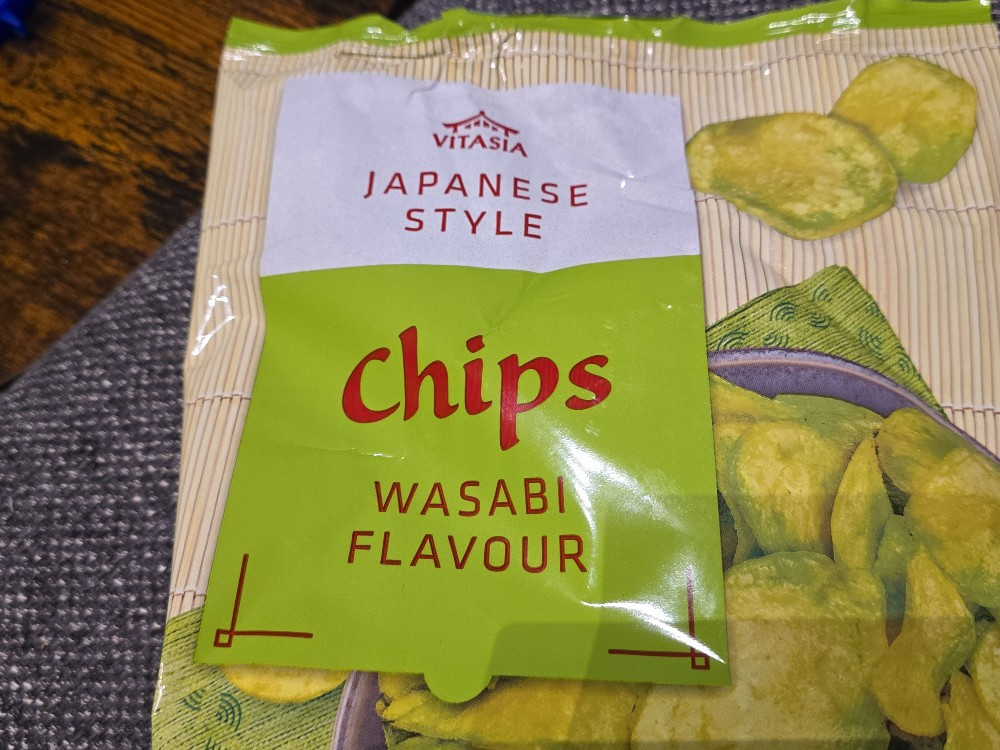 VITASIA
JAPANESE
STYLE
Chips
WASABI
FLAVOUR